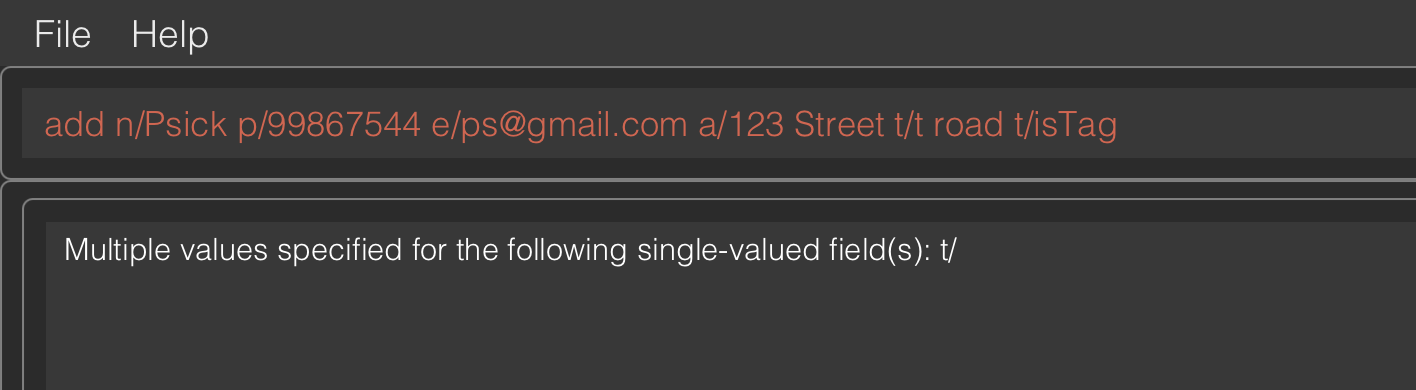 File Help
add n/Psick p/99867544 e/ps@gmail.com a/123 Street t/t road t/isTag
Multiple values specified for the following single-valued field(s): t/